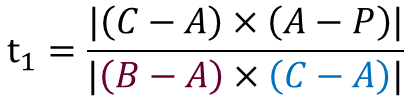 t₁ = |(C − A) × (A − P)| / |(B − A) × (C − A)|